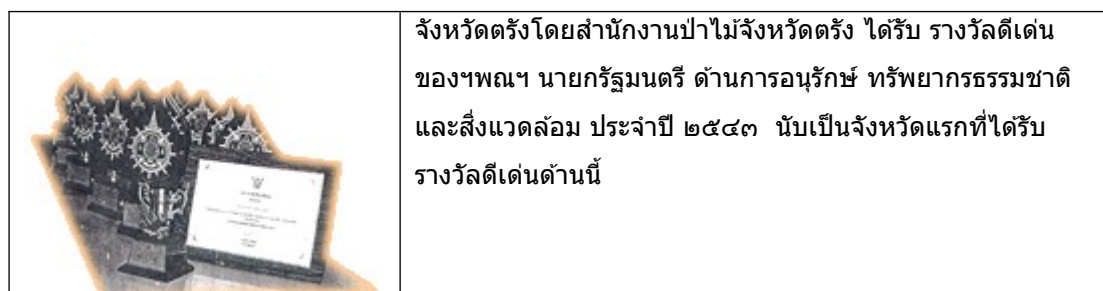 จังหวัดตรังโดยสำนักงานป่าไม้จังหวัดตรัง ได้รับ รางวัลดีเด่น
ของฯพณฯ นายกรัฐมนตรี ด้านการอนุรักษ์ ทรัพยากรธรรมชาติ
และสิ่งแวดล้อม ประจำปี ๒๕๔๓ นับเป็นจังหวัดแรกที่ได้รับ
รางวัลดีเด่นด้านนี้